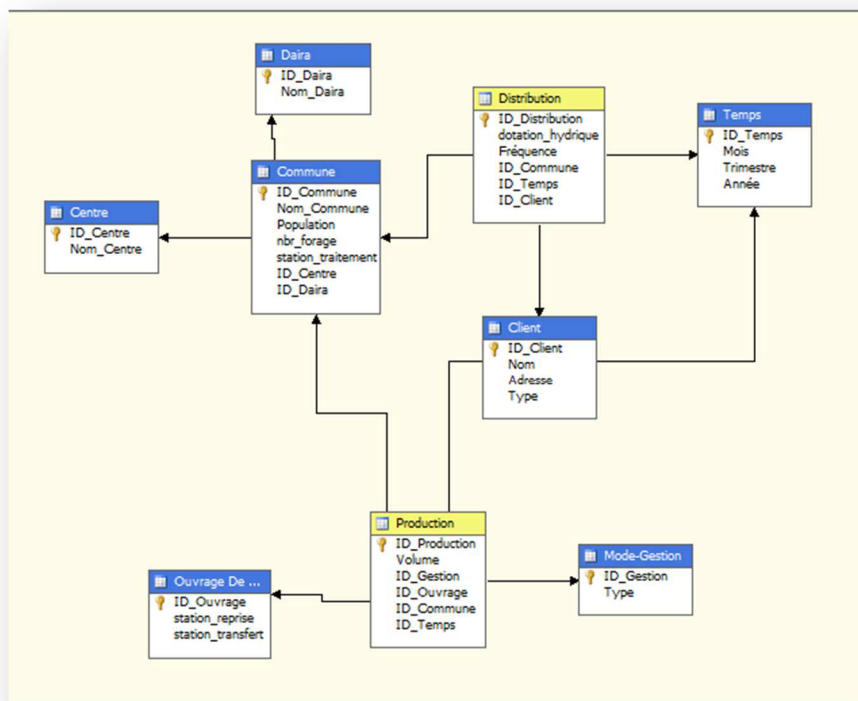 Daira
ID_Daira
Nom_Daira
Distribution
ID_Distribution
dotation_hydrique
Fréquence
ID_Commune
ID_Temps
ID_Client
Temps
ID_Temps
Mois
Trimestre
Année
Commune
ID_Commune
Nom_Commune
Population
nbr_forage
station_traitement
ID_Centre
ID_Daira
Centre
ID_Centre
Nom_Centre
Client
ID_Client
Nom
Adresse
Type
Production
ID_Production
Volume
ID_Gestion
ID_Ouvrage
ID_Commune
ID_Temps
Mode-Gestion
ID_Gestion
Type
Ouvrage De ...
ID_Ouvrage
station_reprise
station_transfert